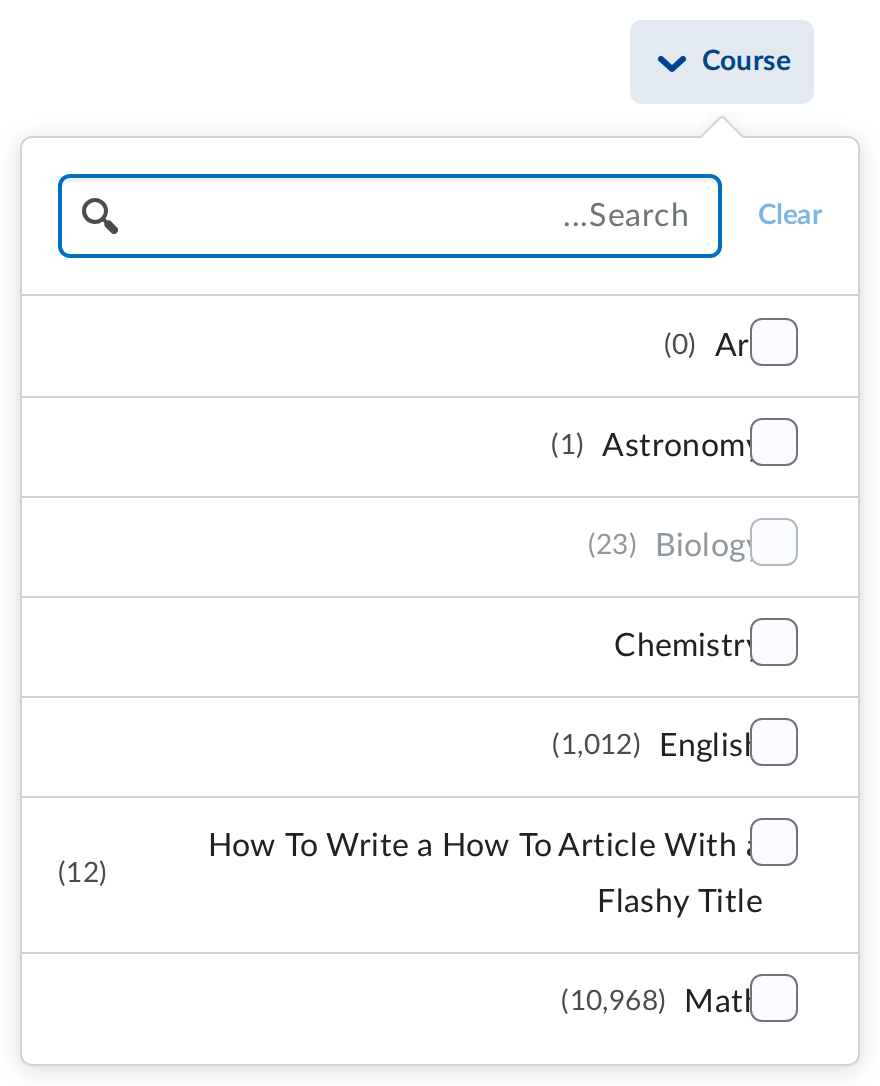 Course
...Search
Clear
(0) Ar
(1) Astronomy
(23) Biology
Chemistry
(1,012) English
How To Write a How To Article With a
(12)
Flashy Title
(10,968) Math